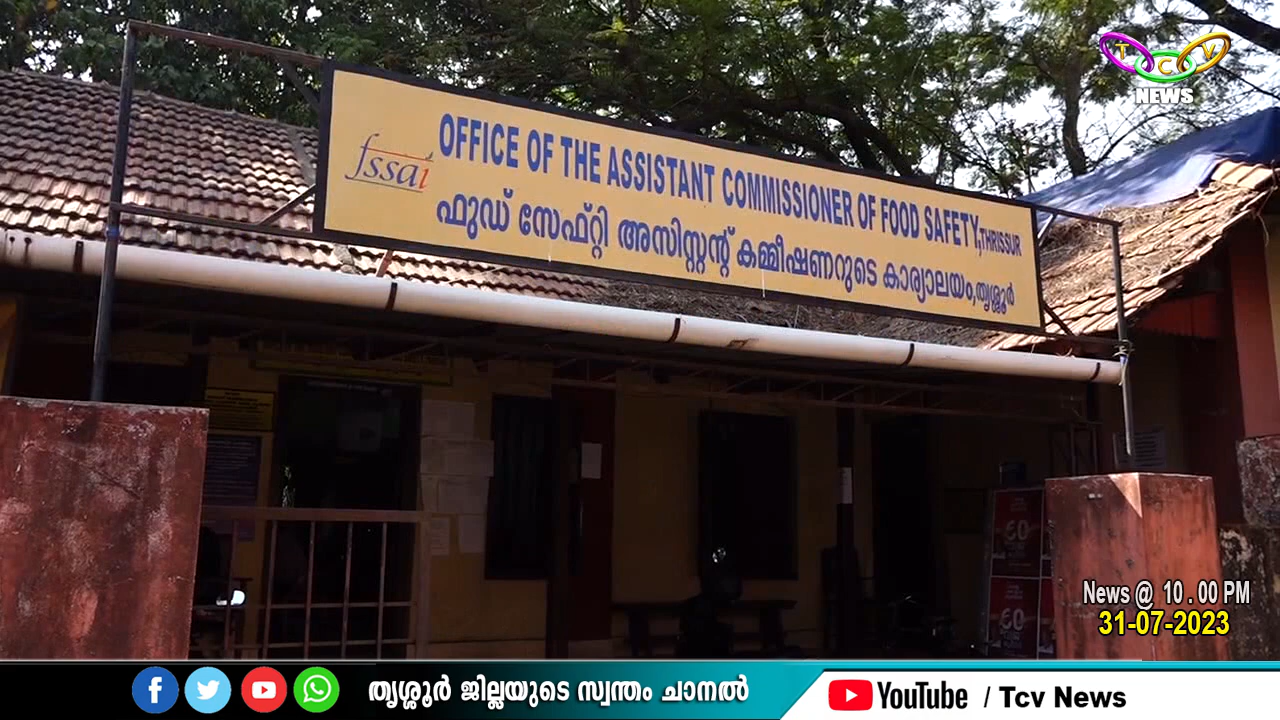 TCV
NEWS
fssai
OFFICE OF THE ASSISTANT COMMISSIONER OF FOOD SAFETY, THRISSUR
ഫുഡ് സേഫ്റ്റി അസിസ്റ്റന്റ് കമ്മീഷണറുടെ കാര്യാലയം, തൃശ്ശൂർ
News @ 10 . 00 PM
31-07-2023
തൃശ്ശൂർ ജില്ലയുടെ സ്വന്തം ചാനൽ
YouTube / Tcv News